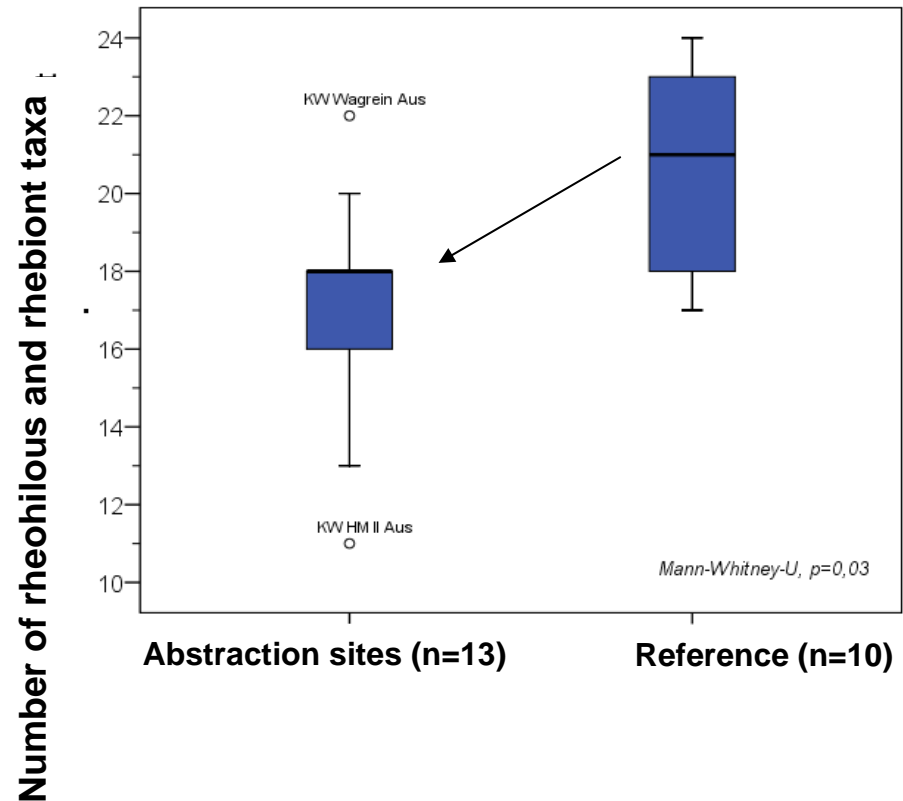 Number of rheohilous and rhebiont taxa
24
22
20
18
16
14
12
10
KW Wagrein Aus
KW HM II Aus
Mann-Whitney-U, p=0,03
Abstraction sites (n=13)
Reference (n=10)